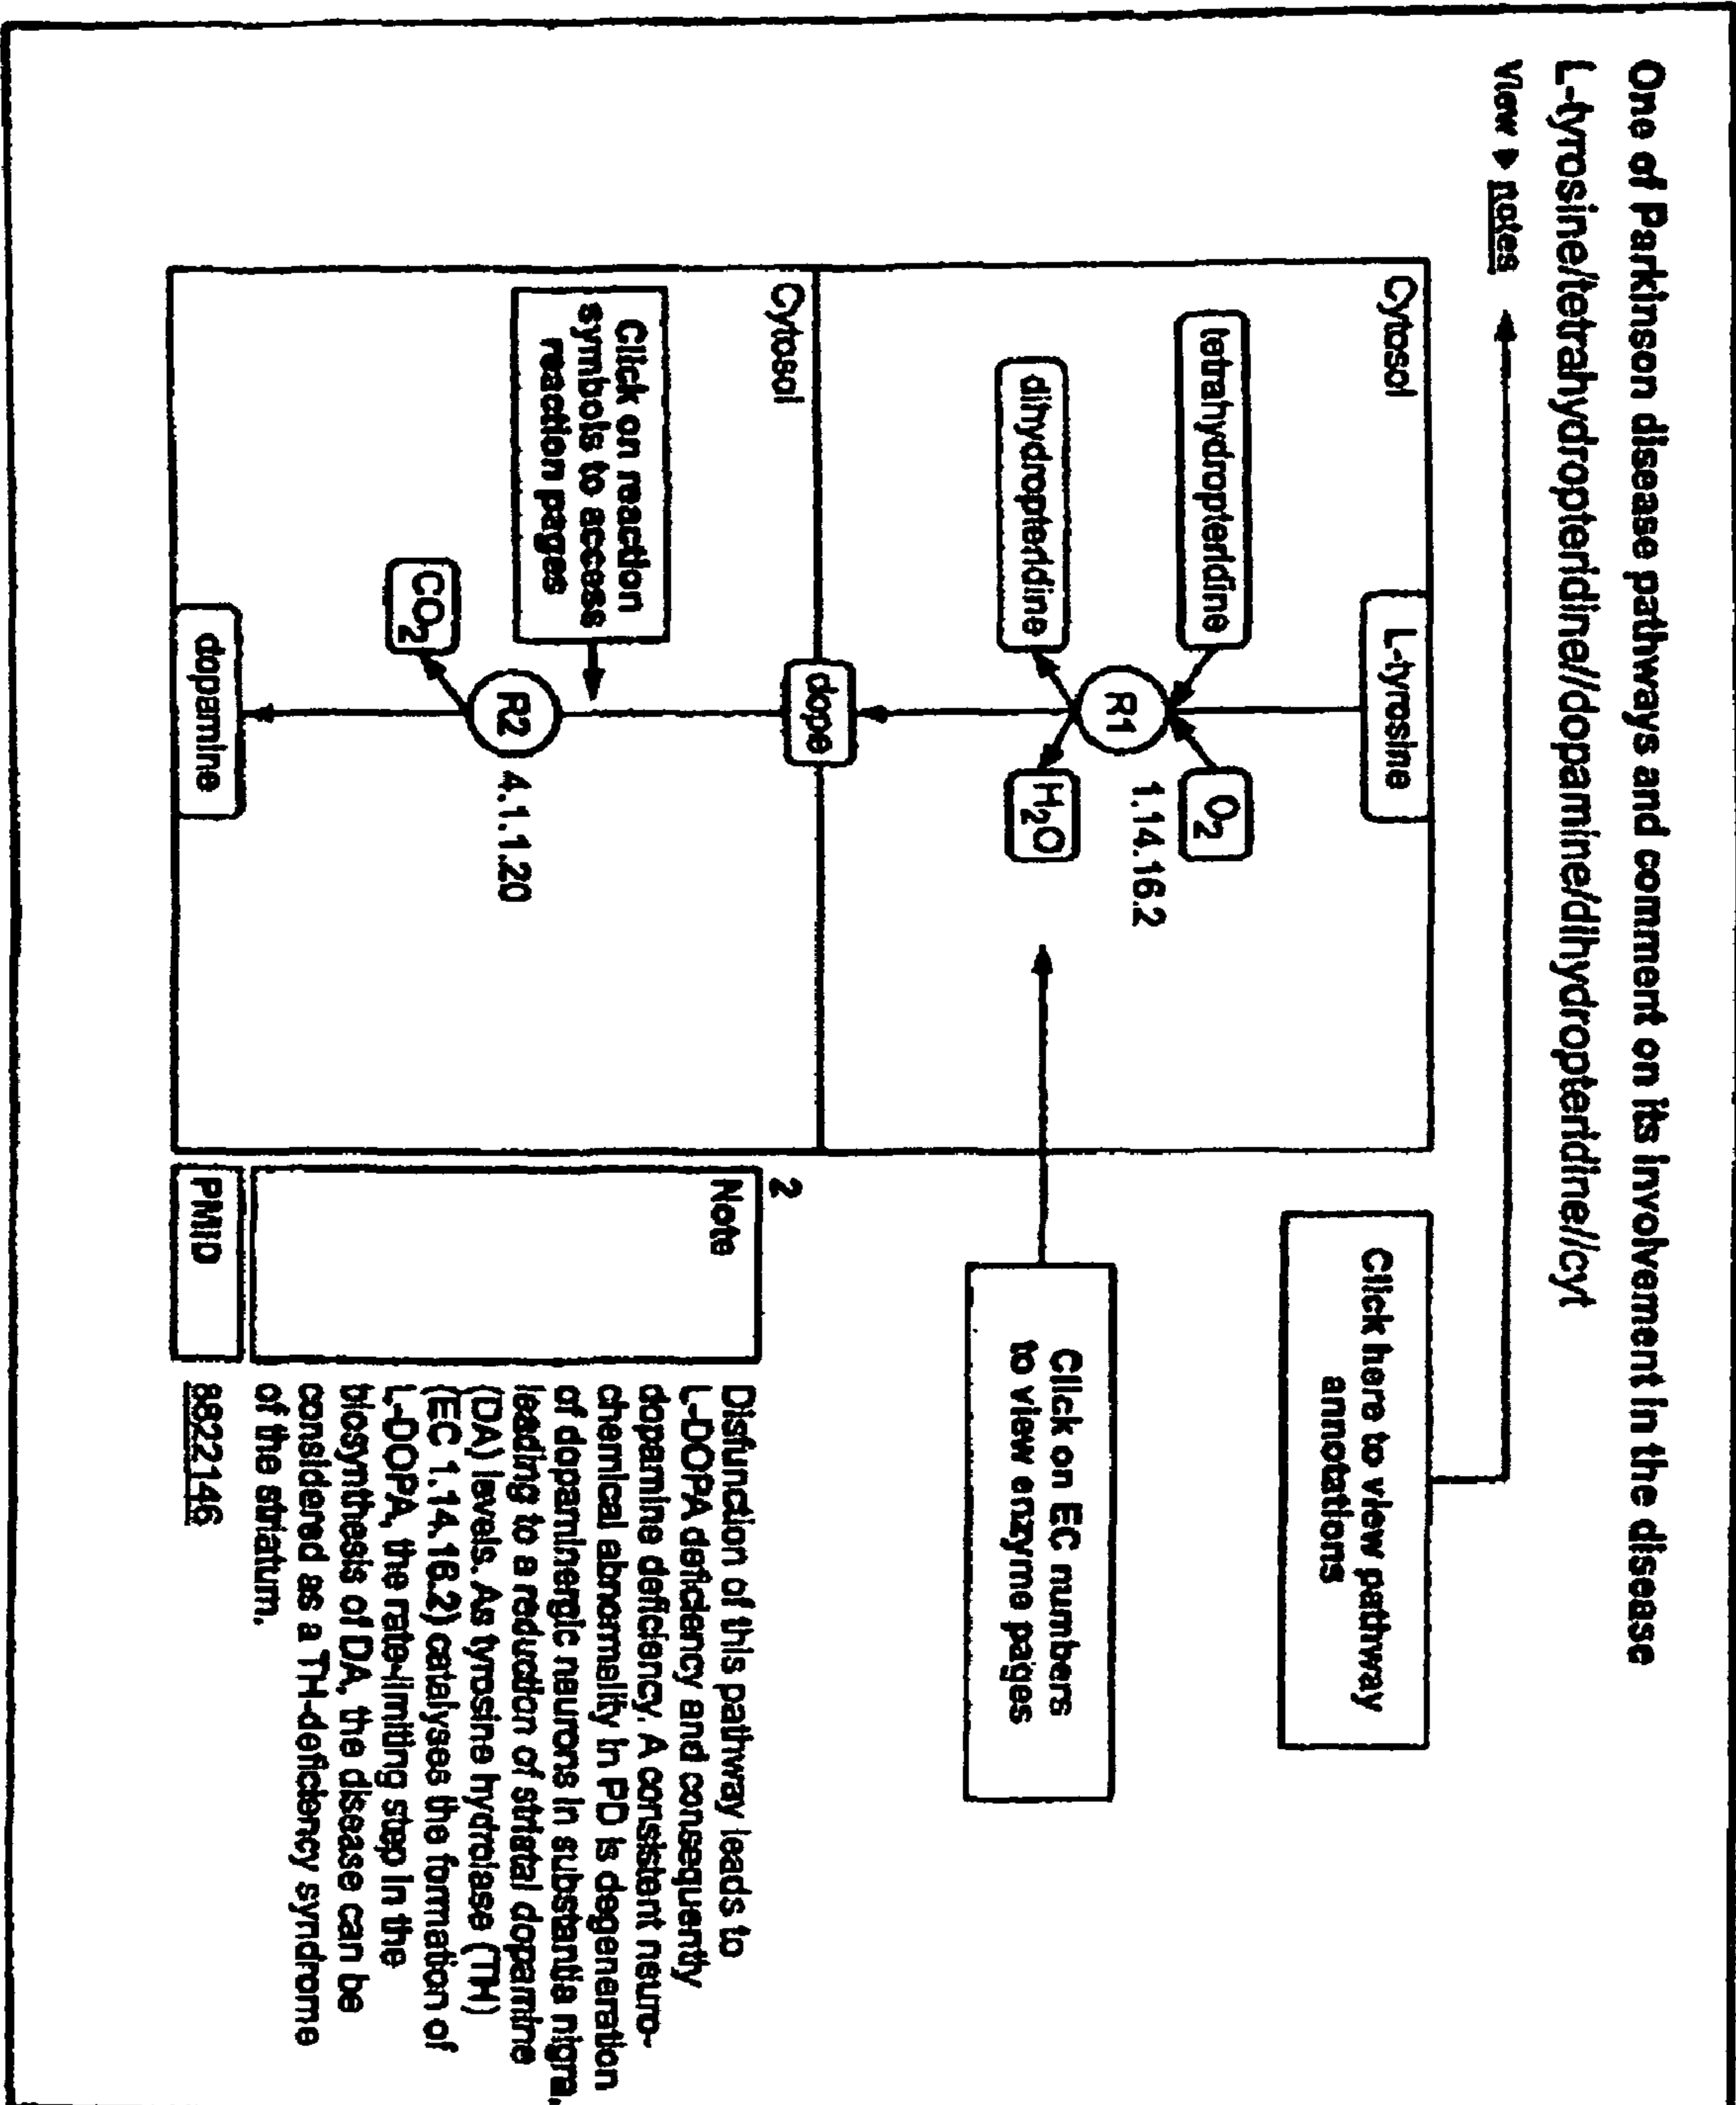 One of Parkinson disease pathways and comment on its involvement in the disease
L-tyrosine/tetrahydropteridine//dopamine/dihydropteridine//cyt
View ▶ notes
Click here to view pathway
annotations
Cytosol
L-tyrosine
tetrahydropteridine
O2
R1
1.14.16.2
dihydropteridine
H2O
Click on EC numbers
to view enzyme pages
dope
Cytosol
Click on reaction
symbols to access
reaction pages
R2
4.1.1.20
CO2
dopamine
2
Note
Disfunction of this pathway leads to
L-DOPA deficiency and consequently
dopamine deficiency. A consistent neuro-
chemical abnormality in PD is degeneration
of dopaminergic neurons in substantia nigra,
leading to a reduction of striatal dopamine
(DA) levels. As tyrosine hydrolase (TH)
(EC 1.14.16.2) catalyses the formation of
L-DOPA, the rate-limiting step in the
biosynthesis of DA, the disease can be
considered as a TH-deficiency syndrome
of the striatum.
PMID
8822146